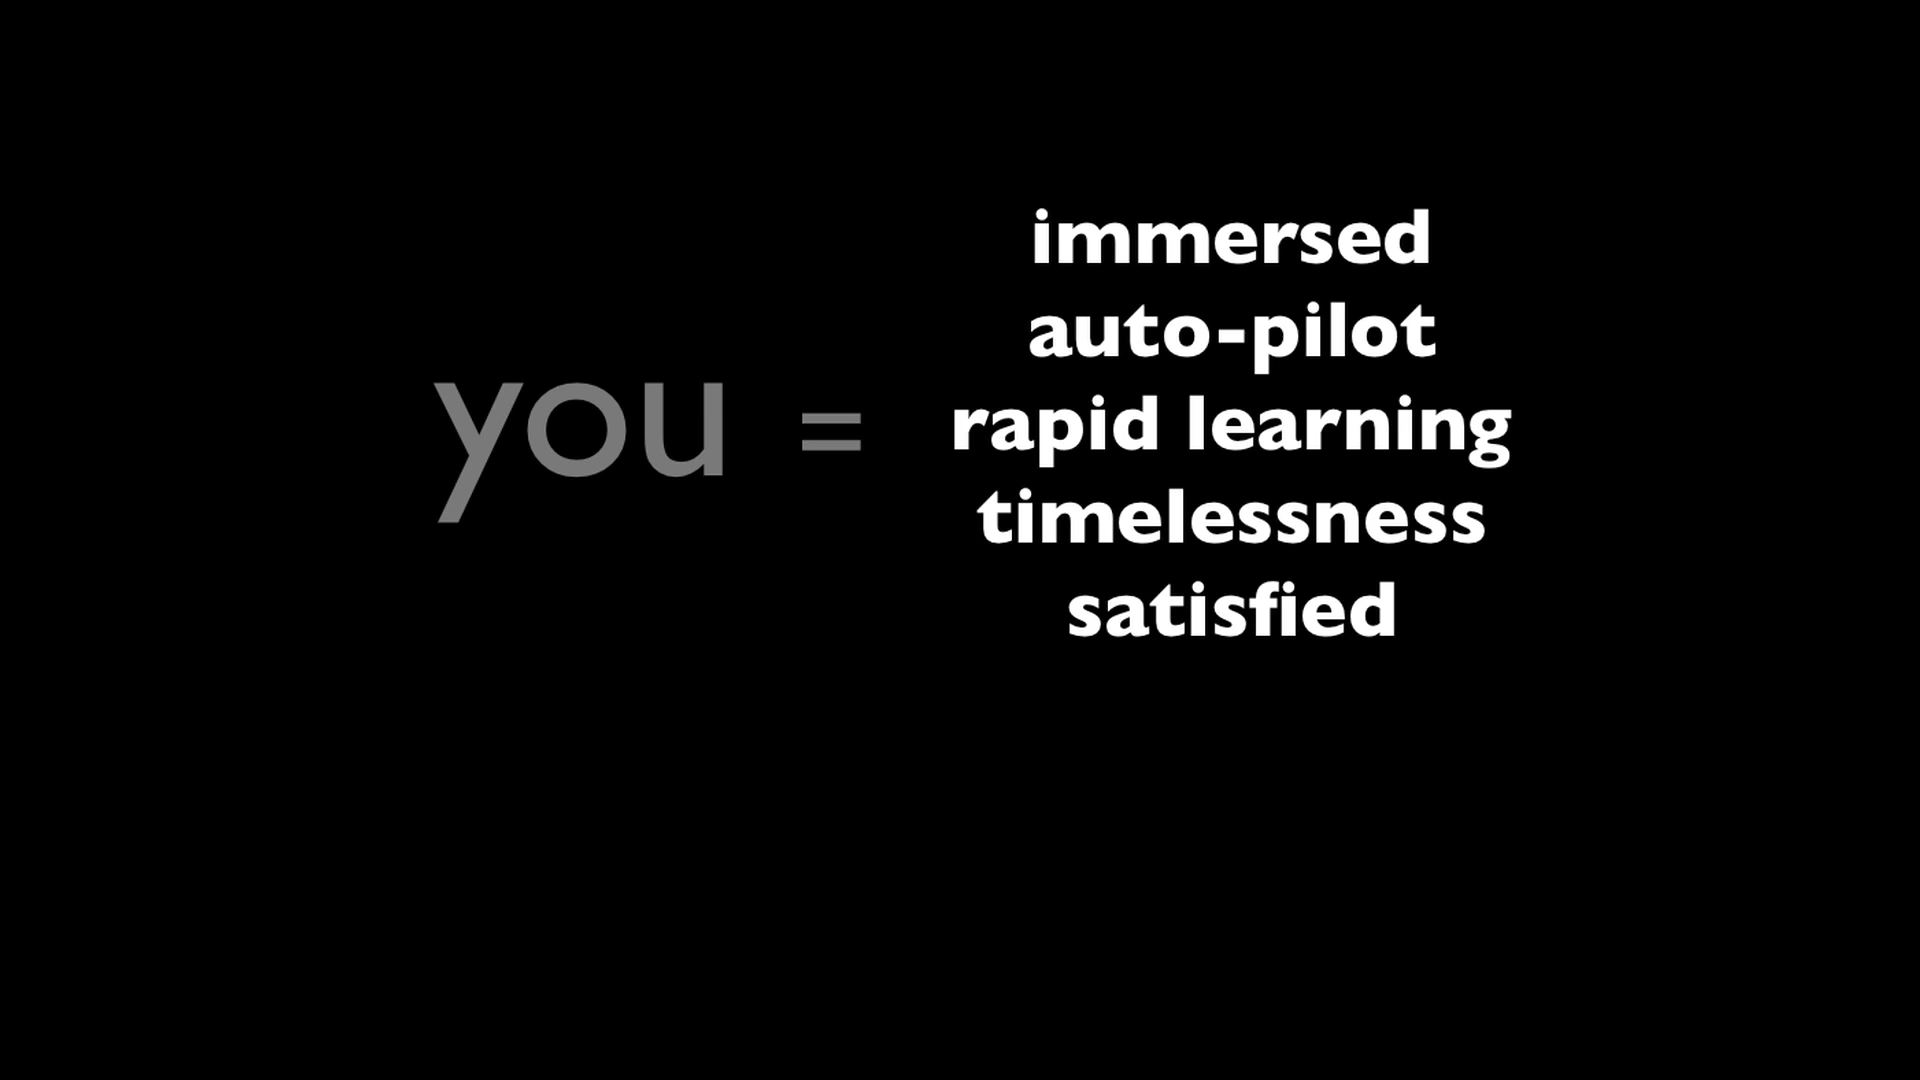 you =
immersed
auto-pilot
rapid learning
timelessness
satisfied